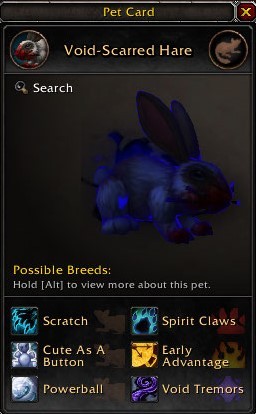 Pet Card
Void-Scarred Hare
Search
Possible Breeds:
Hold [Alt] to view more about this pet.
Scratch
Spirit Claws
Cute As A
Button
Early
Advantage
Powerball
Void Tremors